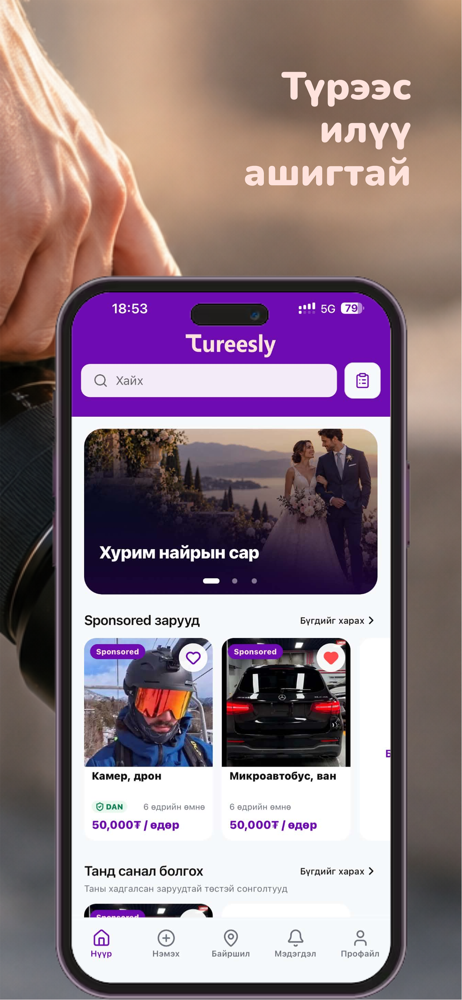 Түрээс
илүү
ашигтай
18:53
5G 79
Tureesly
Хайх
Хурим найрын сар
Sponsored зарууд
Бүгдийг харах
Sponsored
Sponsored
Камер, дрон
Микроавтобус, ван
DAN
6 өдрийн өмнө
6 өдрийн өмнө
50,000₮ / өдөр
50,000₮ / өдөр
Танд санал болгох
Бүгдийг харах
Таны хадгалсан заруудтай төстэй сонголтууд
Sponsored
Нүүр
Нэмэх
Байршил
Мэдэгдэл
Профайл